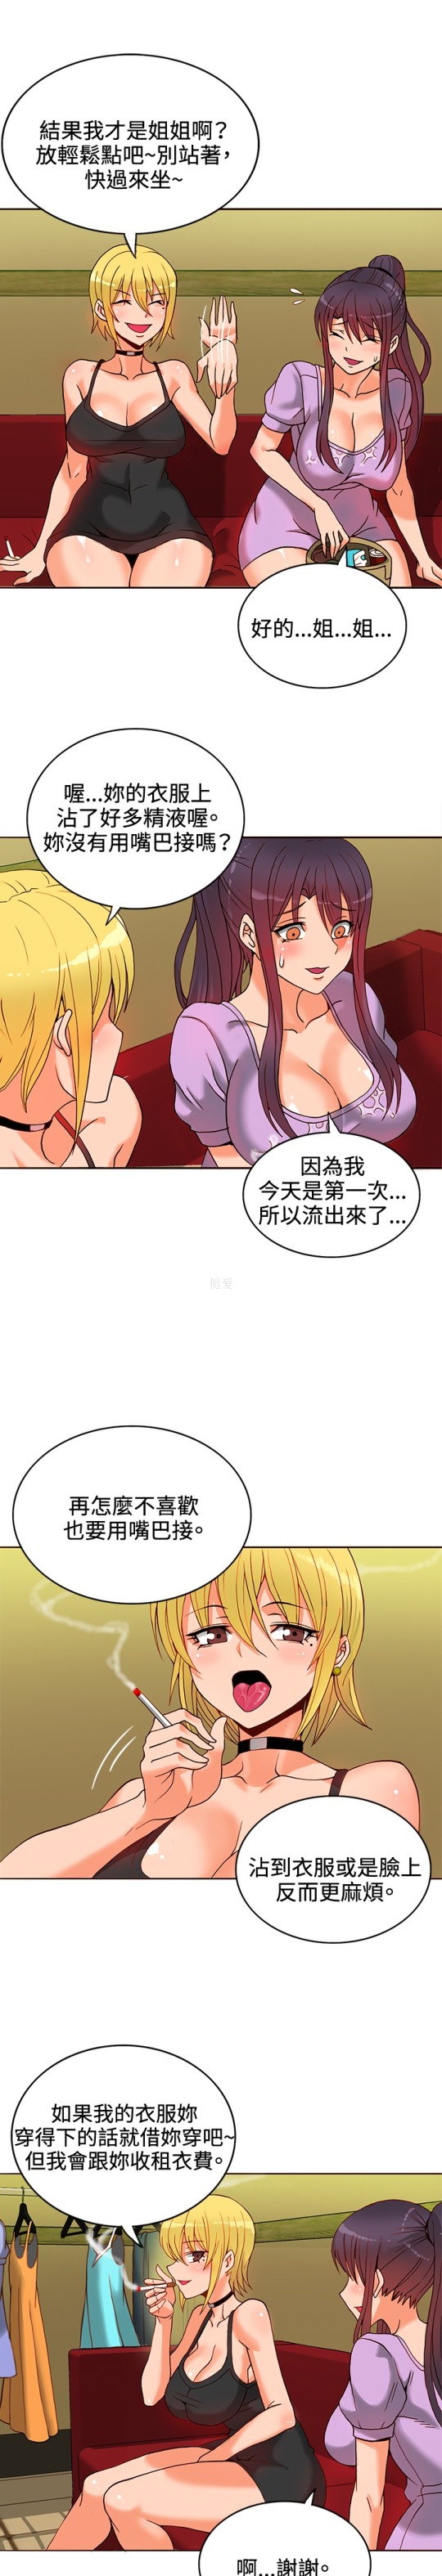 結果我才是姐姐啊？
放輕鬆點吧~別站著，
快過來坐~
好的...姐...姐...
喔...妳的衣服上
沾了好多精液喔。
妳沒有用嘴巴接嗎？
因為我
今天是第一次...
所以流出來了...
再怎麼不喜歡
也要用嘴巴接。
沾到衣服或是臉上
反而更麻煩。
如果我的衣服妳
穿得下的話就借妳穿吧~
但我會跟妳收租衣費。
啊...謝謝。